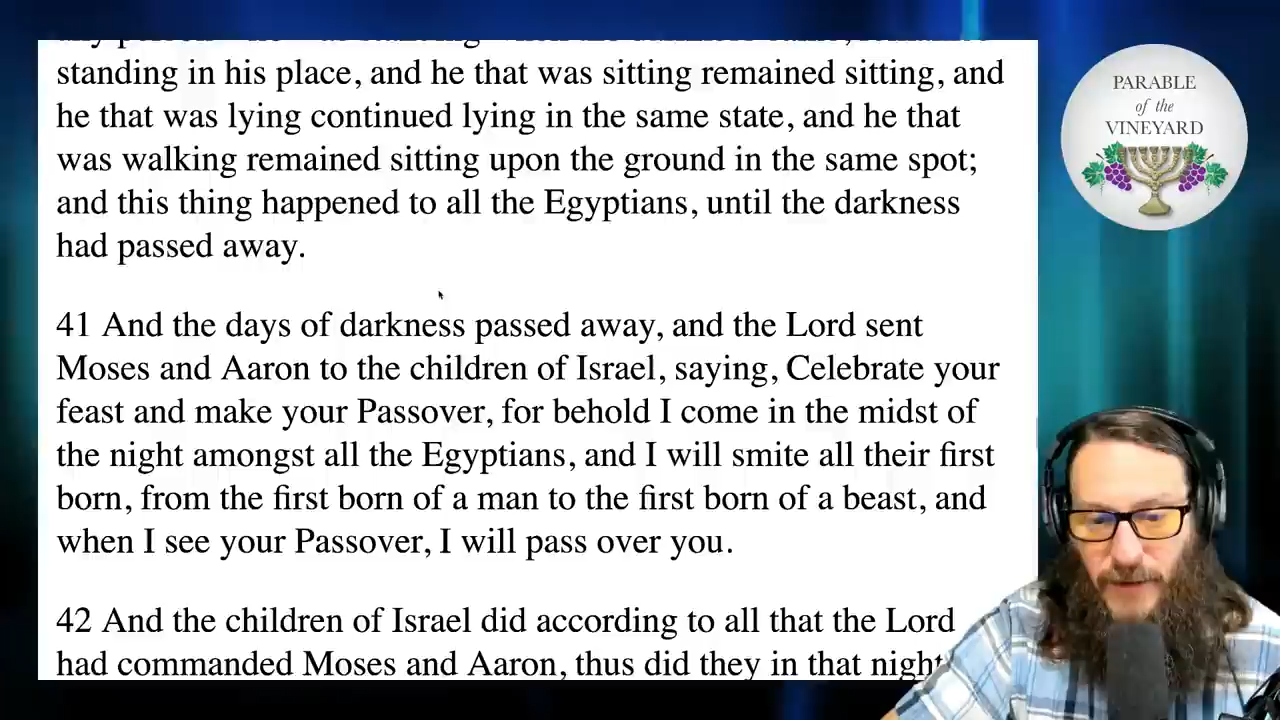 standing in his place, and he that was sitting remained sitting, and
he that was lying continued lying in the same state, and he that
was walking remained sitting upon the ground in the same spot;
and this thing happened to all the Egyptians, until the darkness
had passed away.
41 And the days of darkness passed away, and the Lord sent
Moses and Aaron to the children of Israel, saying, Celebrate your
feast and make your Passover, for behold I come in the midst of
the night amongst all the Egyptians, and I will smite all their first
born, from the first born of a man to the first born of a beast, and
when I see your Passover, I will pass over you.
42 And the children of Israel did according to all that the Lord
had commanded Moses and Aaron, thus did they in that night
PARABLE
of the
VINEYARD